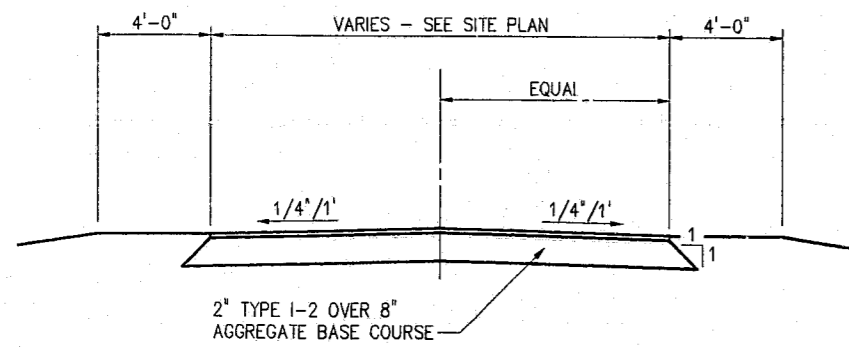 4'-0" VARIES - SEE SITE PLAN 4'-0"
EQUAL
1/4"/1' 1/4"/1'
1
1
2" TYPE I-2 OVER 8"
AGGREGATE BASE COURSE